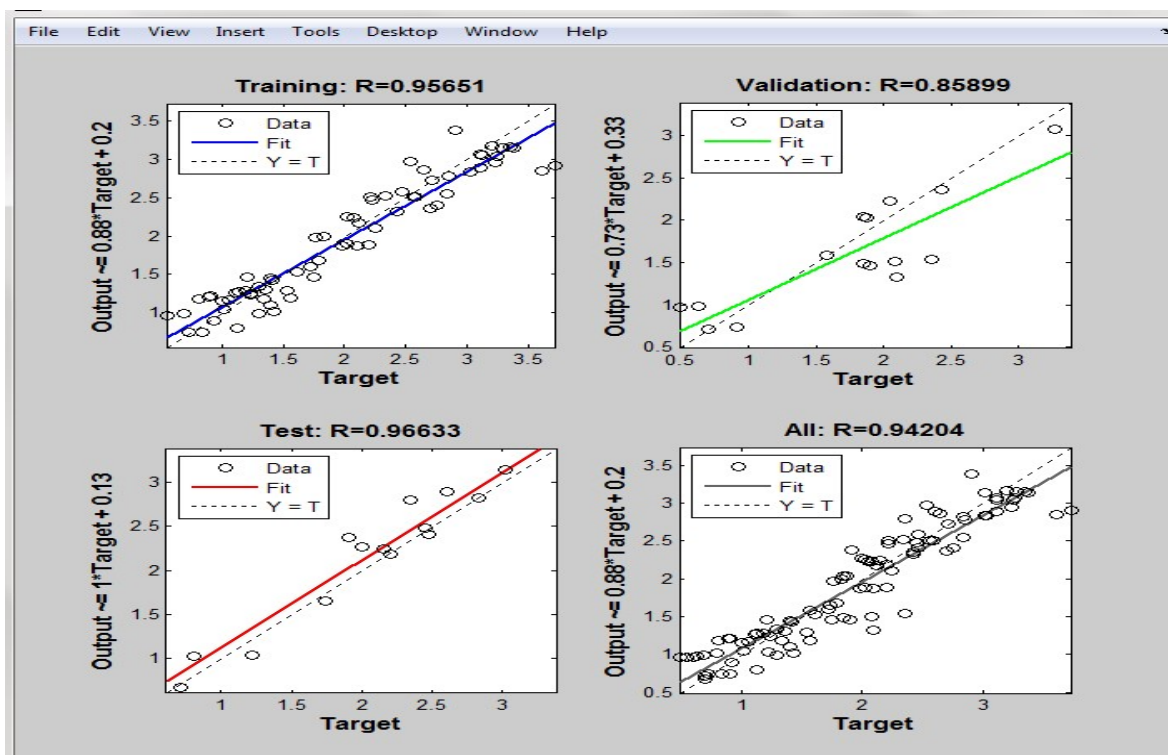 File Edit View Insert Tools Desktop Window Help
Training: R=0.95651
Output ~= 0.88*Target + 0.2
3.5
3
2.5
2
1.5
1
Data
Fit
Y = T
1 1.5 2 2.5 3 3.5
Target
Validation: R=0.85899
Output ~= 0.73*Target + 0.33
3
2.5
2
1.5
1
0.5
Data
Fit
Y = T
0.5 1 1.5 2 2.5 3
Target
Test: R=0.96633
Output ~= 1*Target + 0.13
3
2.5
2
1.5
1
Data
Fit
Y = T
1 1.5 2 2.5 3
Target
All: R=0.94204
Output ~= 0.88*Target + 0.2
3.5
3
2.5
2
1.5
1
0.5
Data
Fit
Y = T
1 2 3
Target